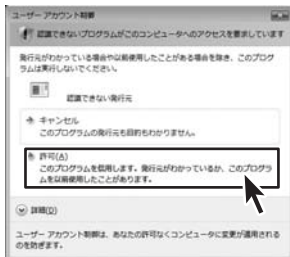 ユーザー アカウント制御
認識できないプログラムがこのコンピュータへのアクセスを要求しています
発行元がわかっている場合や以前使用したことがある場合を除き、このプログ
ラムは実行しないでください。
認識できない発行元
キャンセル
このプログラムの発行元も目的もわかりません。
許可(A)
このプログラムを信用します。発行元がわかっているか、このプログラ
ムを以前使用したことがあります。
詳細(D)
ユーザー アカウント制御は、あなたの許可なくコンピュータに変更が適用される
のを防ぎます。